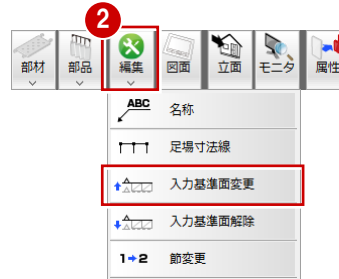 2
部材 部品 編集 図面 立面 モニタ 属性
ABC 名称
足場寸法線
入力基準面変更
入力基準面解除
1→2 節変更